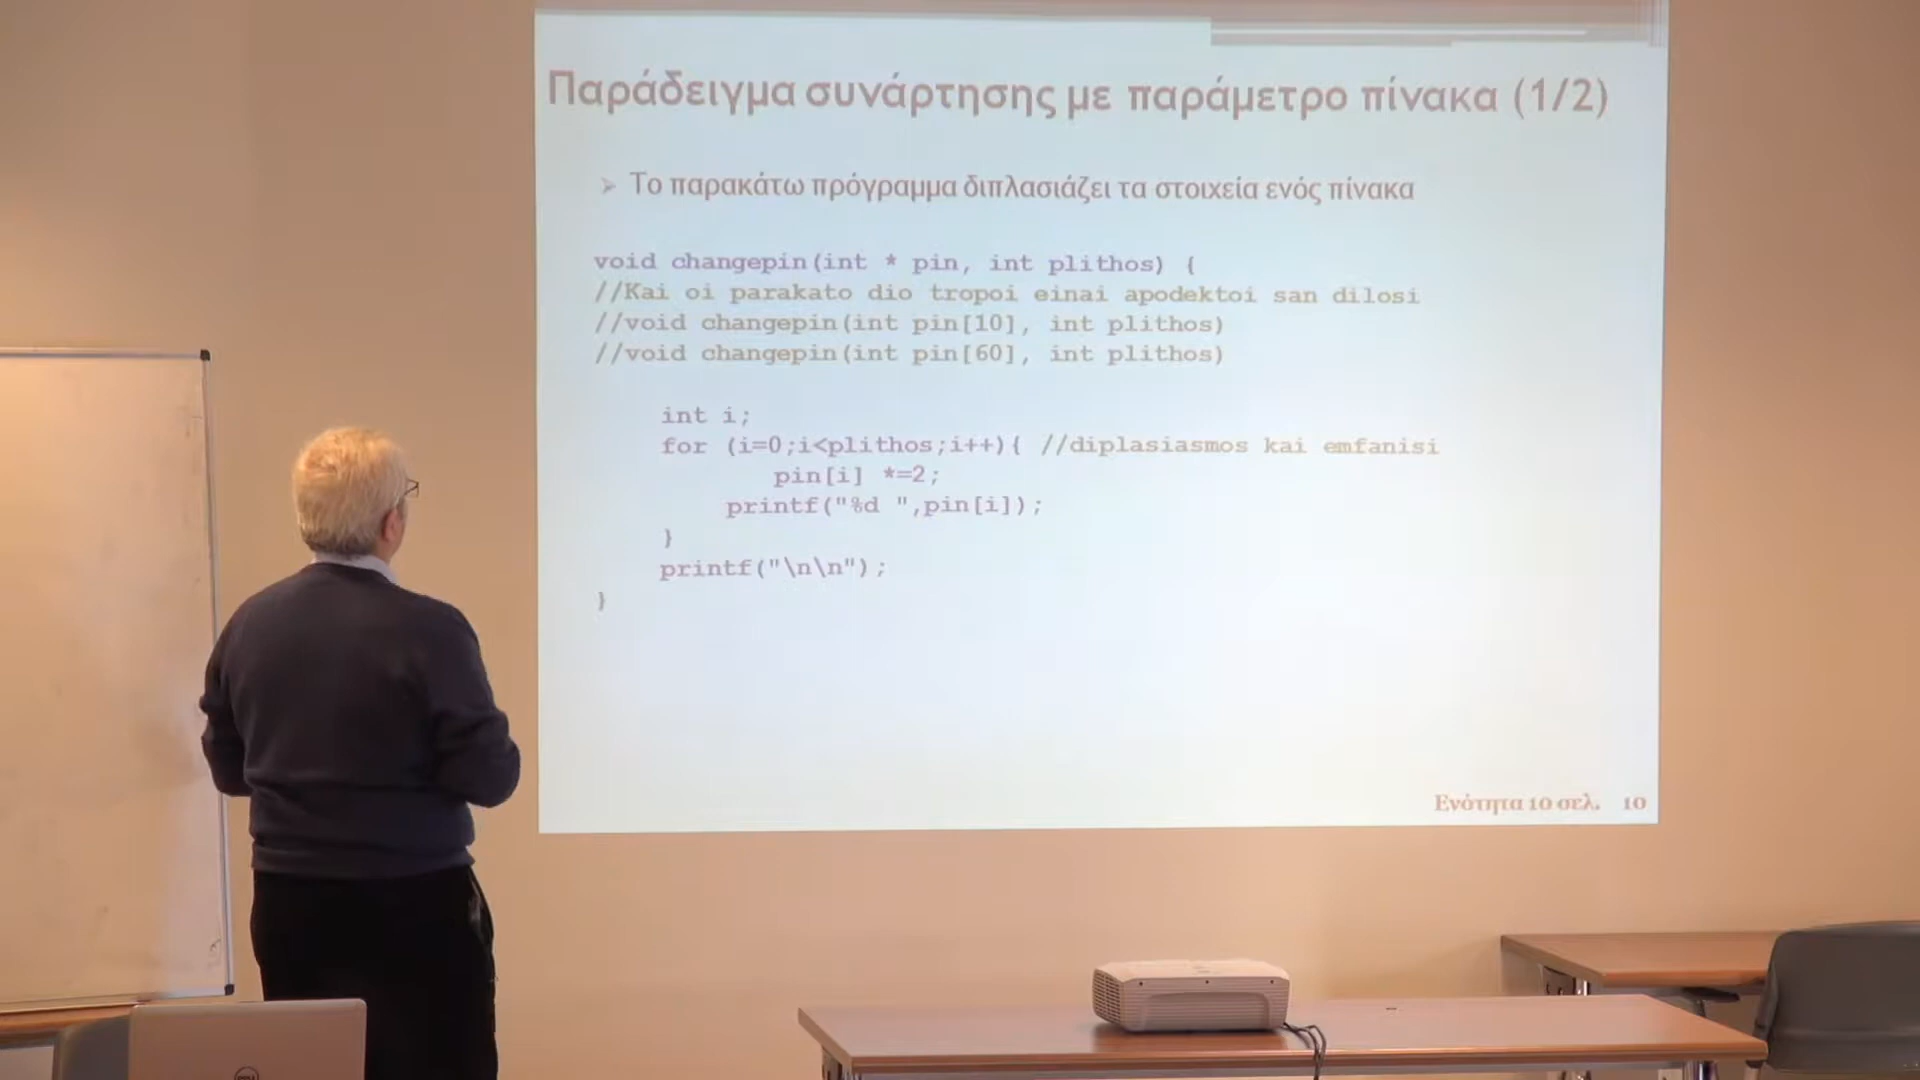 Παράδειγμα συνάρτησης με παράμετρο πίνακα (1/2)
Το παρακάτω πρόγραμμα διπλασιάζει τα στοιχεία ενός πίνακα
void changepin(int * pin, int plithos) {
//Kai oi parakato dio tropoi einai apodektoi san dilosi
//void changepin(int pin[10], int plithos)
//void changepin(int pin[60], int plithos)
int i;
for (i=0;i<plithos;i++){ //diplasiasmos kai emfanisi
pin[i] *=2;
printf("%d ",pin[i]);
}
printf("\n\n");
}
Ενότητα 10 σελ. 10